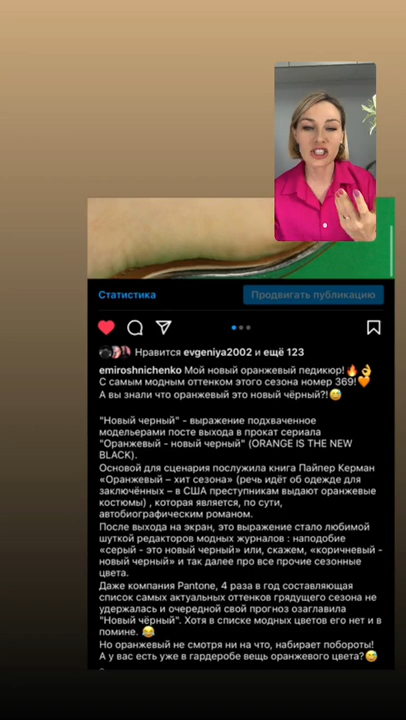 Статистика
Продвигать публикацию
Нравится evgeniya2002 и ещё 123
emiroshnichenko Мой новый оранжевый педикюр!🔥👌
С самым модным оттенком этого сезона номер 369!🧡
А вы знали что оранжевый это новый чёрный?!😅
"Новый черный" - выражение подхваченное
модельерами посте выхода в прокат сериала
"Оранжевый - новый черный" (ORANGE IS THE NEW
BLACK).
Основой для сценария послужила книга Пайпер Керман
«Оранжевый – хит сезона» (речь идёт об одежде для
заключённых – в США преступникам выдают оранжевые
костюмы) , которая является, по сути,
автобиографическим романом.
После выхода на экран, это выражение стало любимой
шуткой редакторов модных журналов : наподобие
«серый - это новый черный» или, скажем, «коричневый -
новый черный» и так далее про все прочие сезонные
цвета.
Даже компания Pantone, 4 раза в год составляющая
список самых актуальных оттенков грядущего сезона не
удержалась и очередной свой прогноз озаглавила
"Новый чёрный". Хотя в списке модных цветов его нет и в
помине. 😂
Но оранжевый не смотря ни на что, набирает побороты!
А у вас есть уже в гардеробе вещь оранжевого цвета?😅